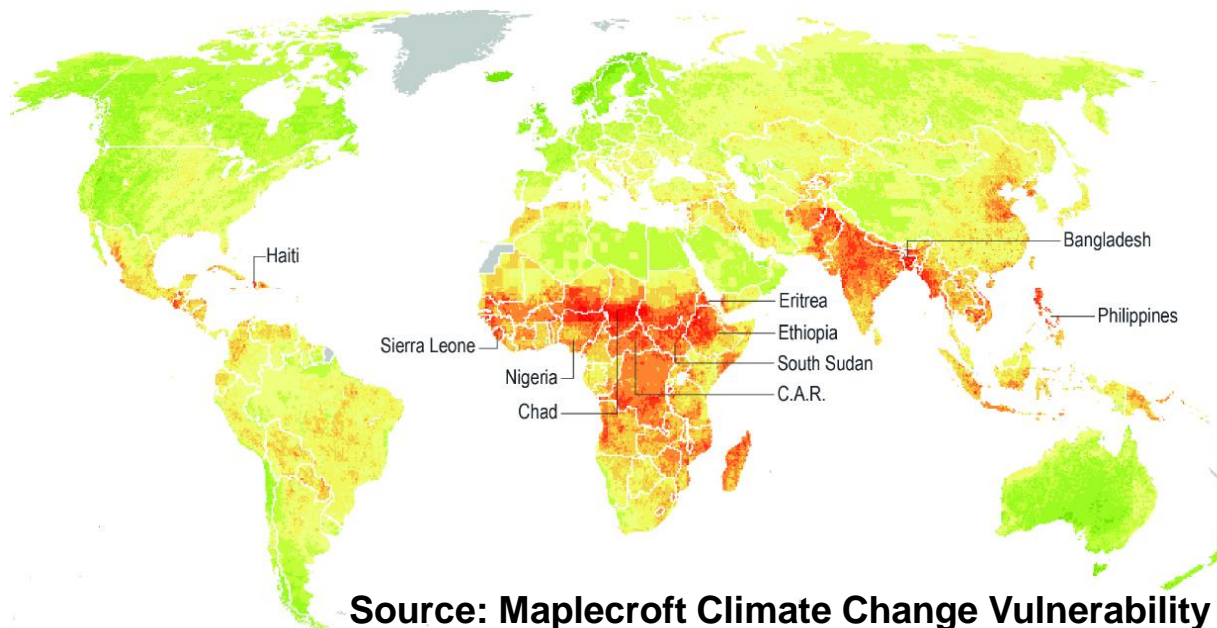 Haiti
Bangladesh
Eritrea
Philippines
Ethiopia
Sierra Leone
South Sudan
Nigeria
C.A.R.
Chad
Source: Maplecroft Climate Change Vulnerability